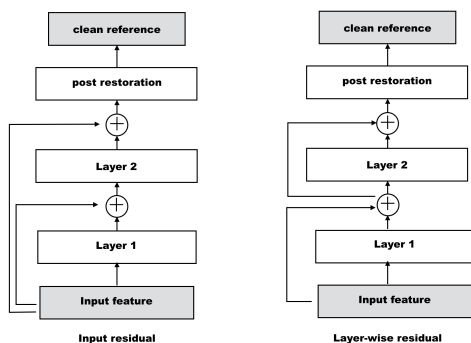 clean reference
post restoration
Layer 2
Layer 1
Input feature
Input residual
clean reference
post restoration
Layer 2
Layer 1
Input feature
Layer-wise residual